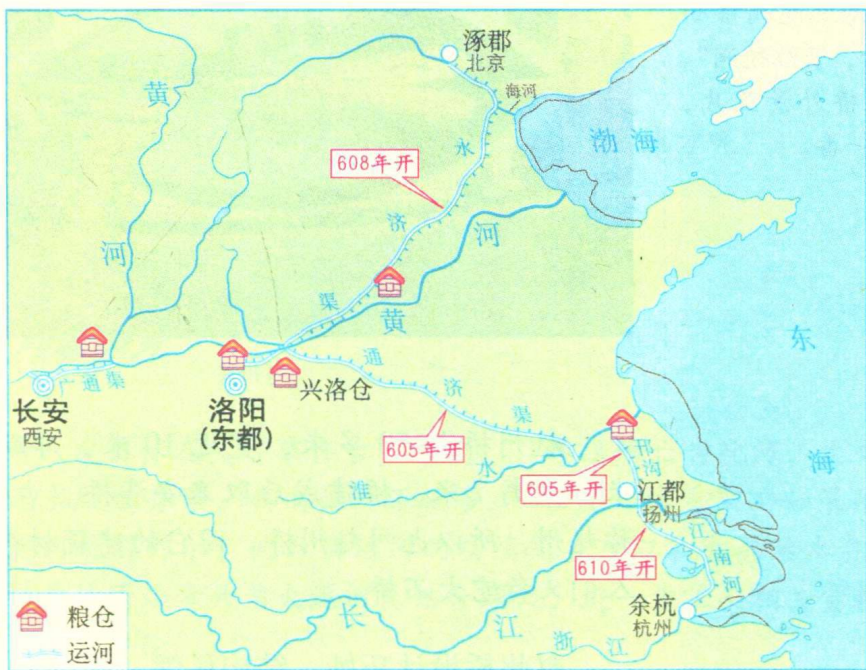 涿郡
北京
海河
渤海
黄河
608年开
永济渠
黄河
广通渠
长安
西安
洛阳
(东都)
兴洛仓
通济渠
605年开
淮水
邗沟
605年开
江都
扬州
610年开
江南河
余杭
杭州
长江
浙江
东海
粮仓
运河